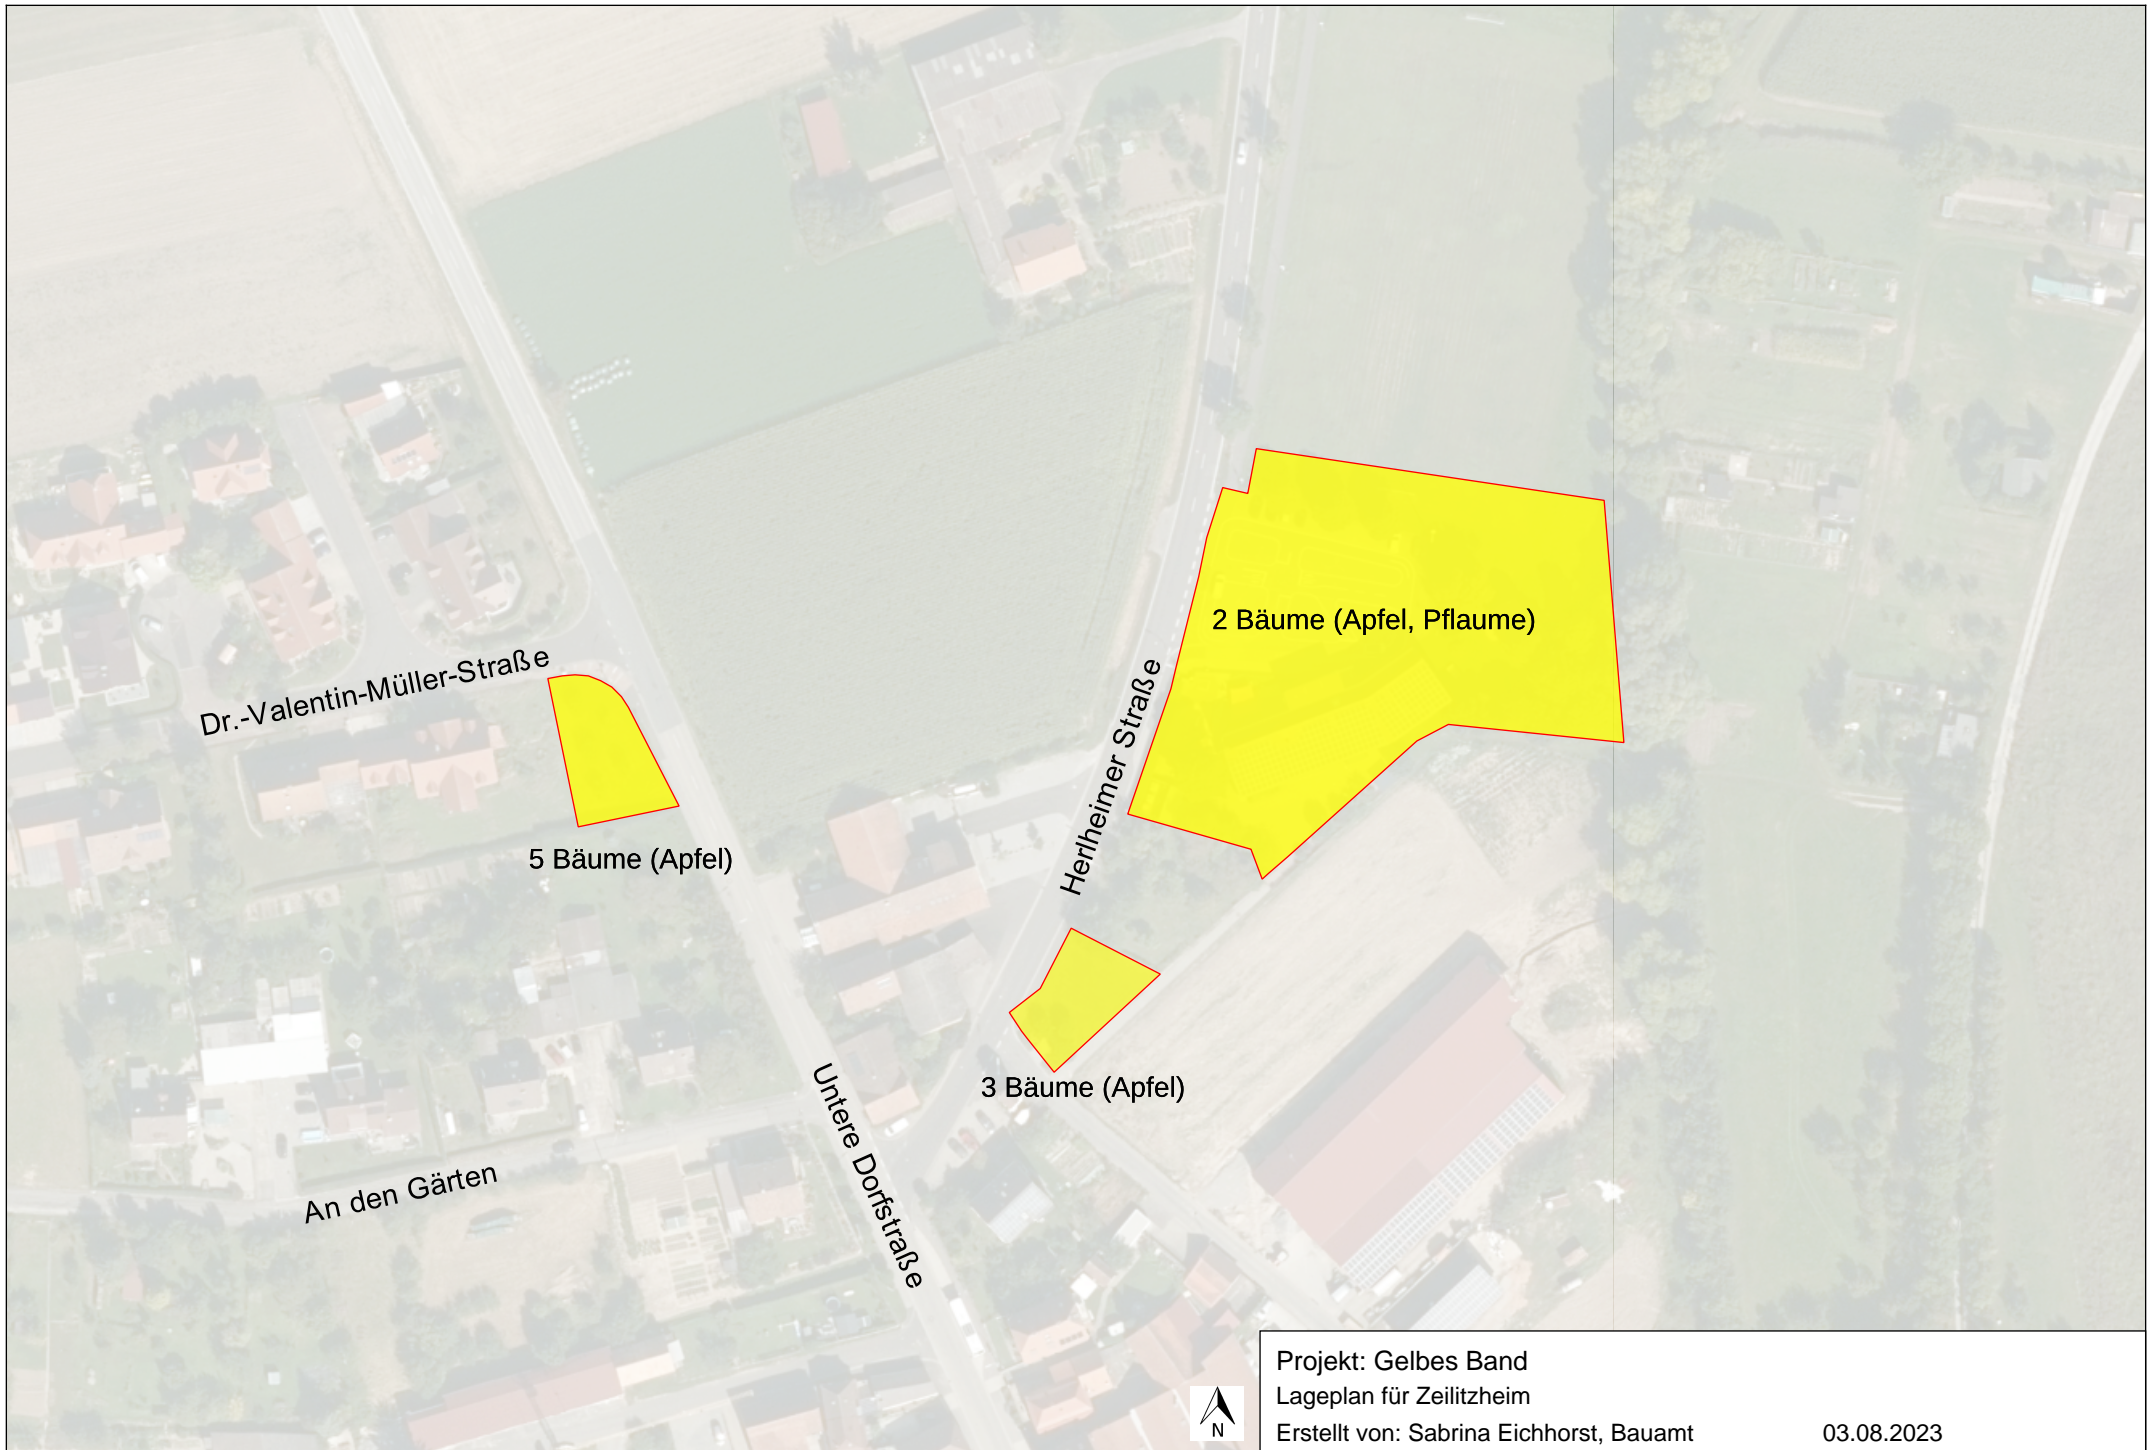 2 Bäume (Apfel, Pflaume)
Dr.-Valentin-Müller-Straße
Herlheimer Straße
5 Bäume (Apfel)
3 Bäume (Apfel)
Untere Dorfstraße
An den Gärten
Projekt: Gelbes Band
Lageplan für Zeilitzheim
Erstellt von: Sabrina Eichhorst, Bauamt 03.08.2023
N